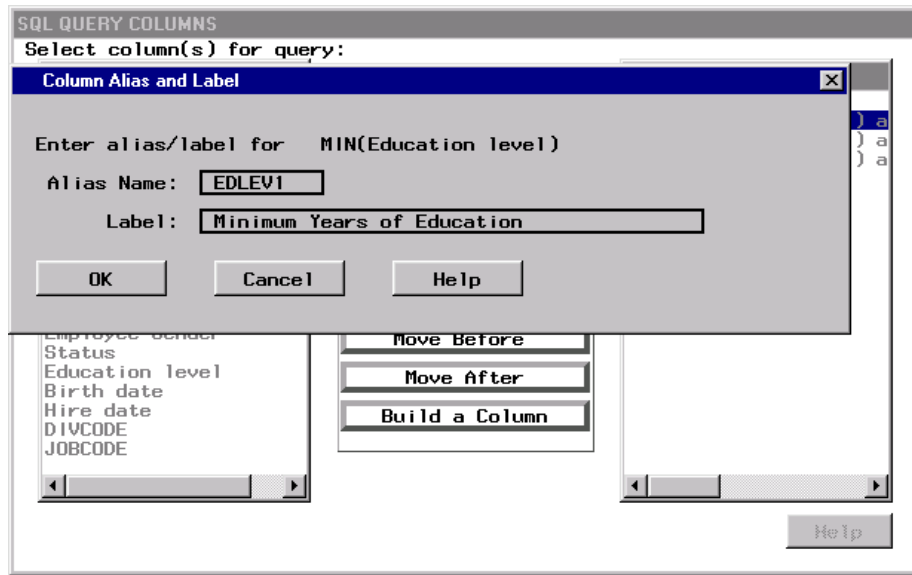 SQL QUERY COLUMNS
Select column(s) for query:
Column Alias and Label
) a
) a
) a
Enter alias/label for MIN(Education level)
Alias Name: EDLEV1
Label: Minimum Years of Education
OK Cancel Help
Employee Gender
Status
Education level
Birth date
Hire date
DIVCODE
JOBCODE
Move Before
Move After
Build a Column
Help